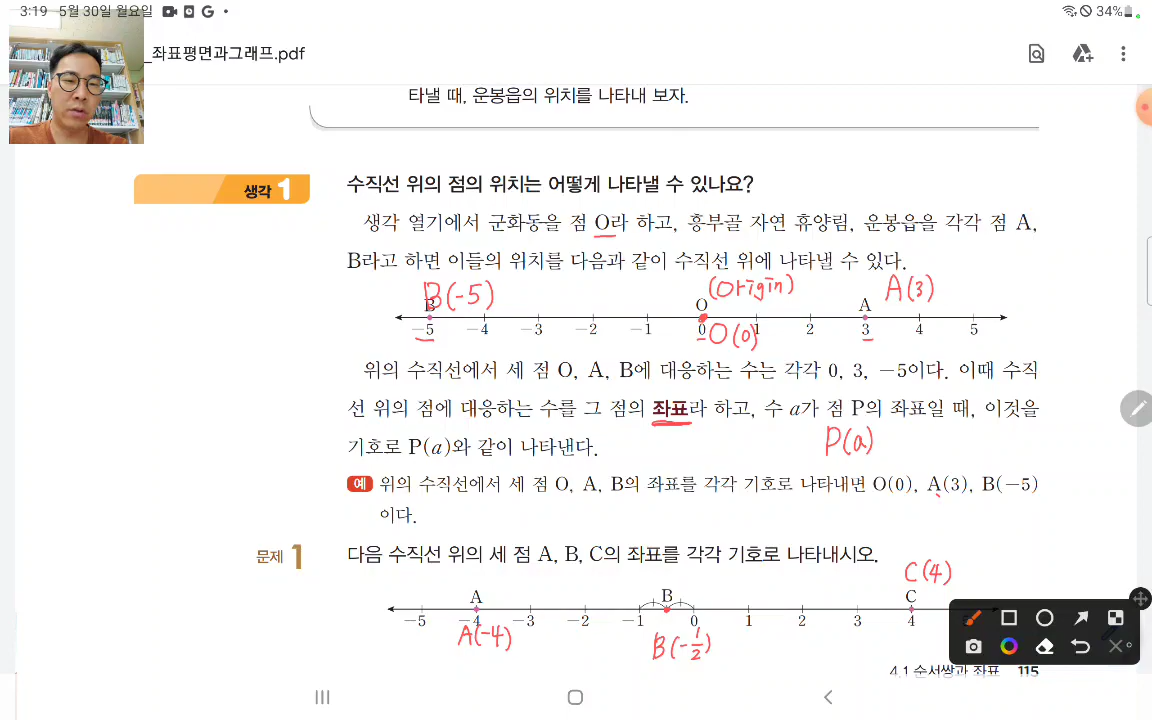 3:19 5월 30일 월요일
34%
_좌표평면과그래프.pdf
타낼 때, 운봉읍의 위치를 나타내 보자.
생각 1
수직선 위의 점의 위치는 어떻게 나타낼 수 있나요?
생각 열기에서 군화동을 점 O라 하고, 흥부골 자연 휴양림, 운봉읍을 각각 점 A,
B라고 하면 이들의 위치를 다음과 같이 수직선 위에 나타낼 수 있다.
B(-5) (Origin) A(3)
B O A
-5 -4 -3 -2 -1 0 1 2 3 4 5
O(0)
위의 수직선에서 세 점 O, A, B에 대응하는 수는 각각 0, 3, -5이다. 이때 수직
선 위의 점에 대응하는 수를 그 점의 좌표라 하고, 수 a가 점 P의 좌표일 때, 이것을
기호로 P(a)와 같이 나타낸다.
P(a)
예 위의 수직선에서 세 점 O, A, B의 좌표를 각각 기호로 나타내면 O(0), A(3), B(-5)
이다.
문제 1
다음 수직선 위의 세 점 A, B, C의 좌표를 각각 기호로 나타내시오.
C(4)
A B C
-5 -4 -3 -2 -1 0 1 2 3 4
A(-4) B(-1/2)
4.1 순서쌍과 좌표 115